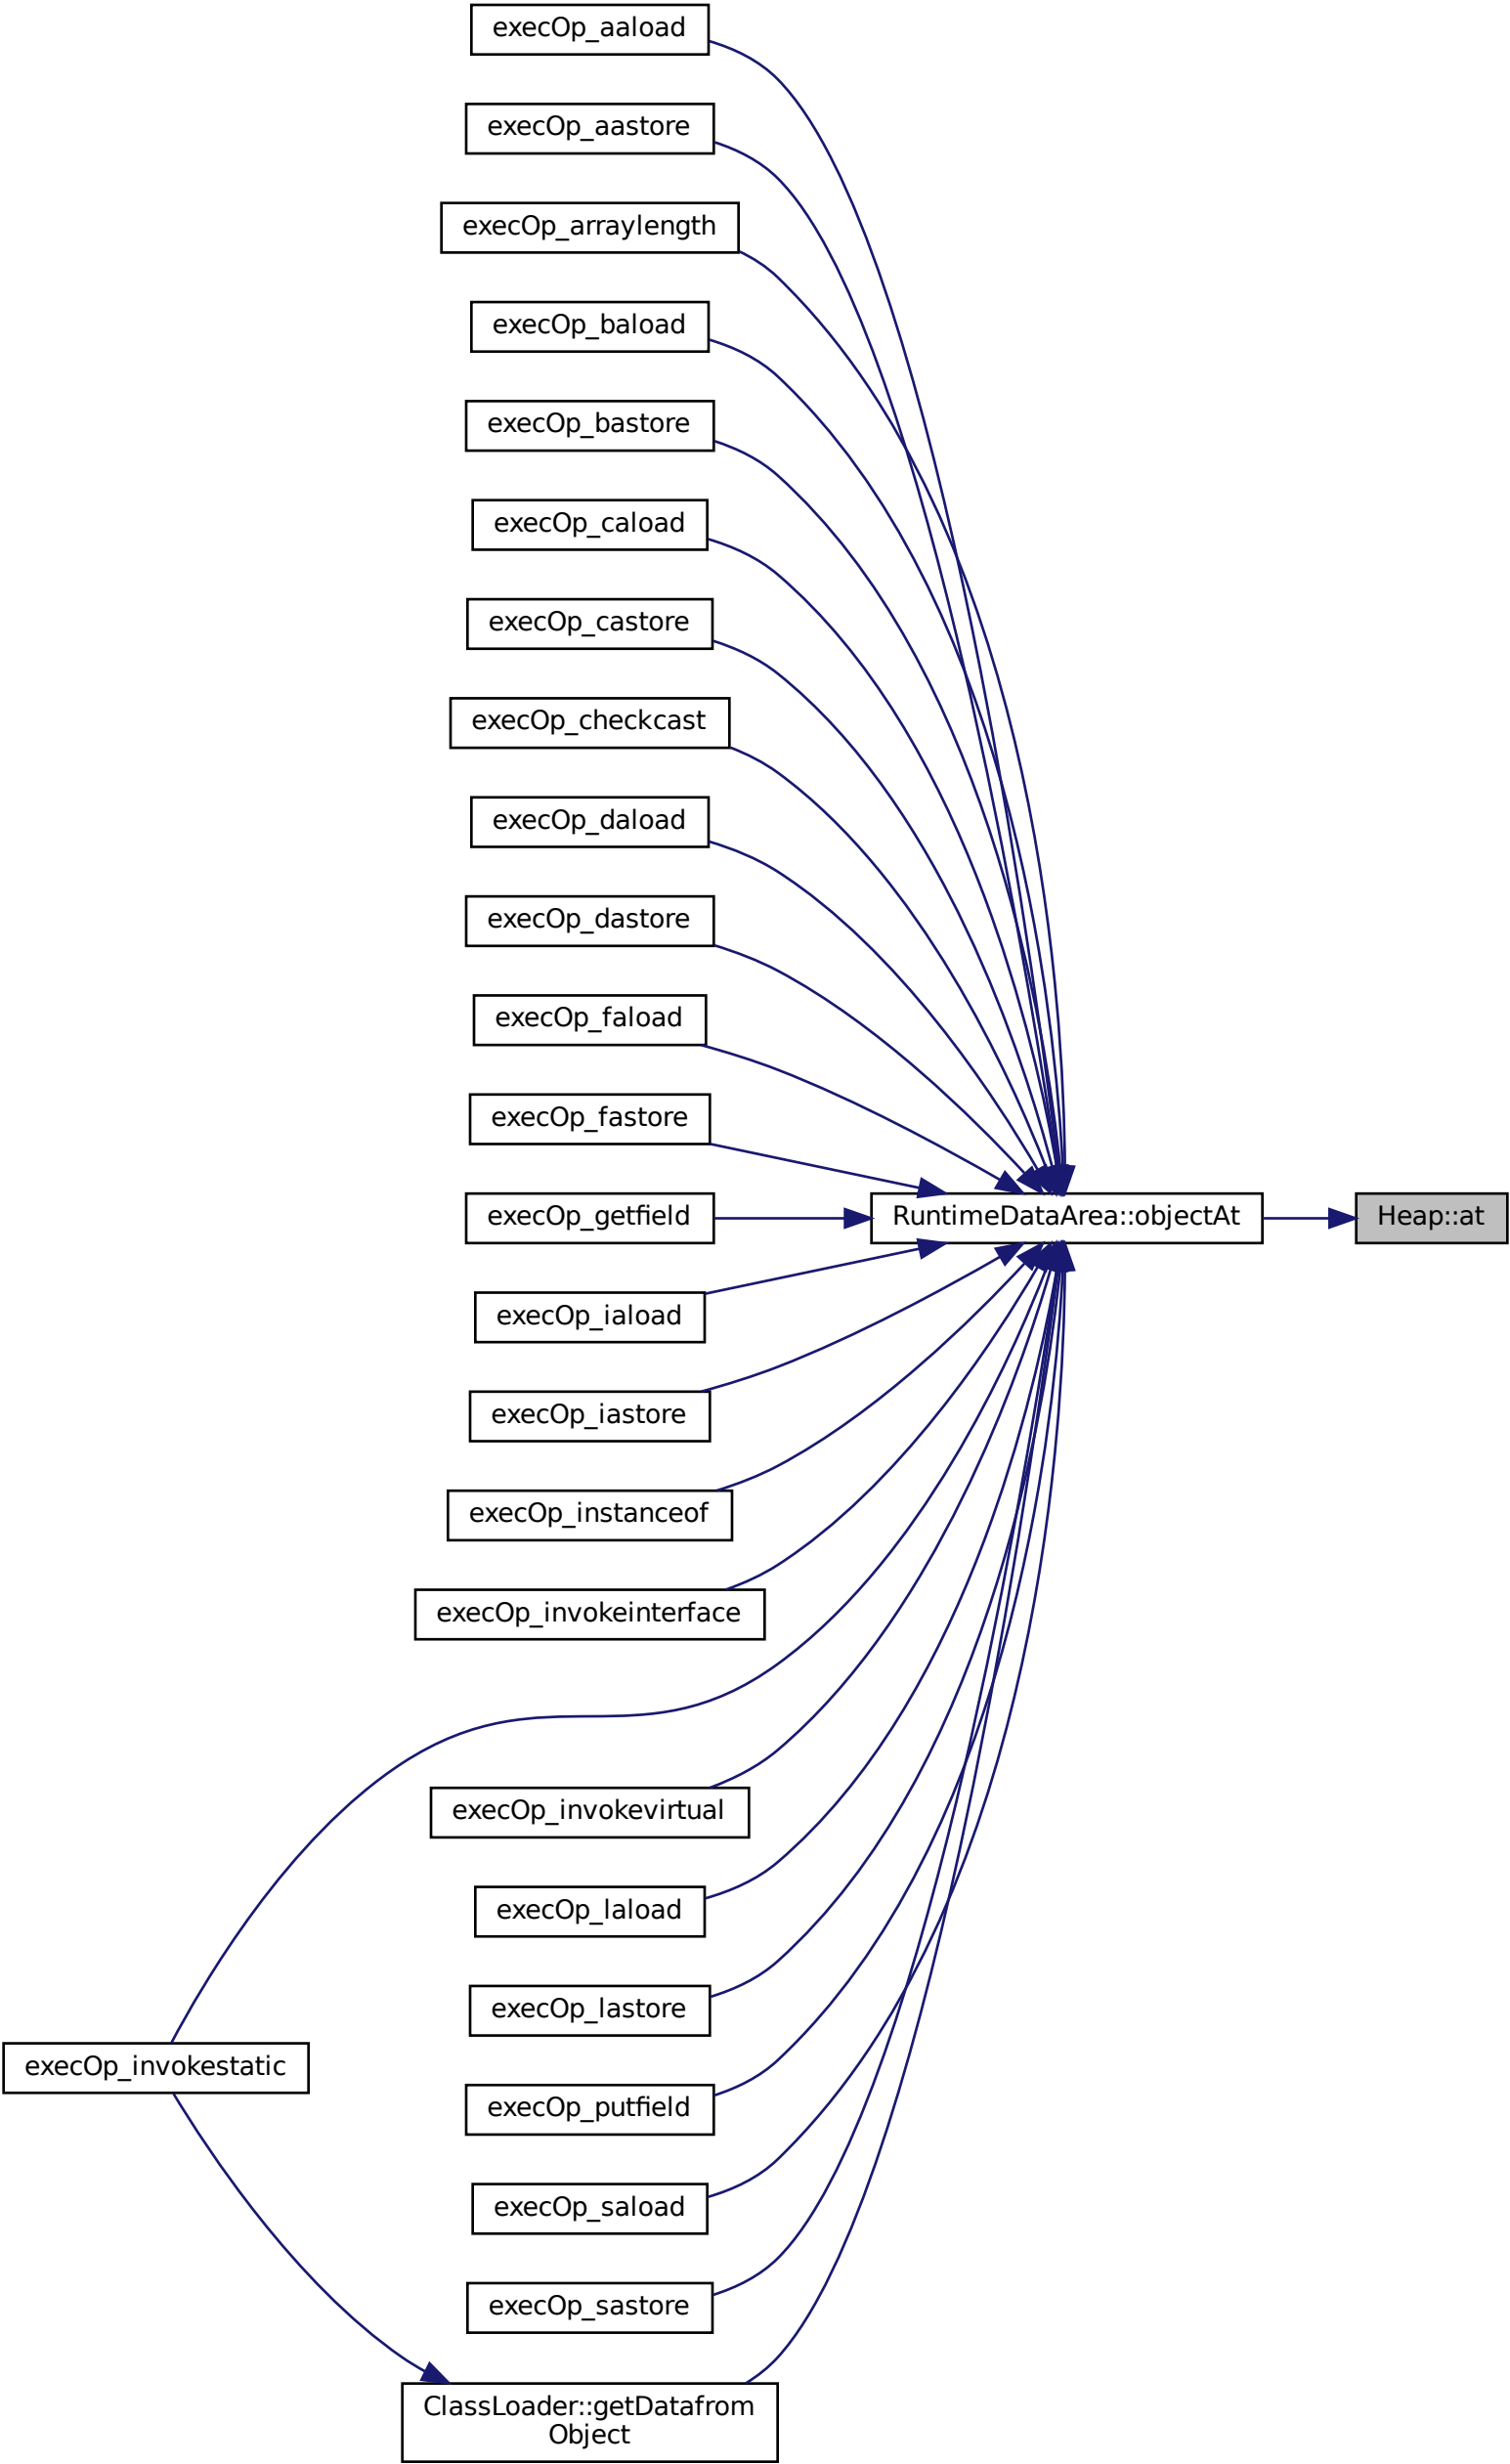 execOp_aaload
execOp_aastore
execOp_arraylength
execOp_baload
execOp_bastore
execOp_caload
execOp_castore
execOp_checkcast
execOp_daload
execOp_dastore
execOp_faload
execOp_fastore
execOp_getfield
RuntimeDataArea::objectAt
Heap::at
execOp_iaload
execOp_iastore
execOp_instanceof
execOp_invokeinterface
execOp_invokevirtual
execOp_laload
execOp_lastore
execOp_invokestatic
execOp_putfield
execOp_saload
execOp_sastore
ClassLoader::getDatafrom
Object